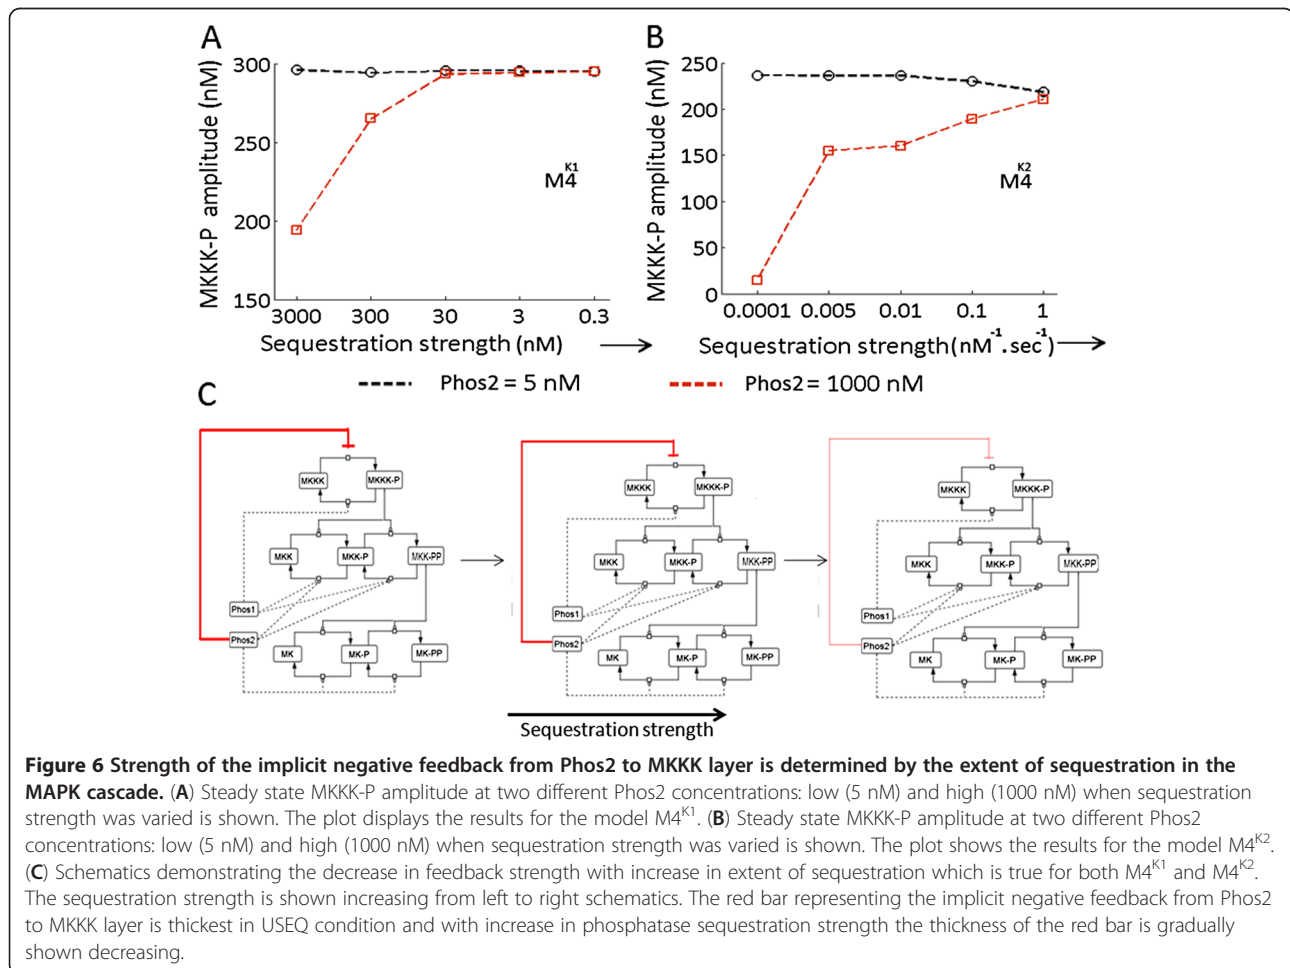 A
MKKK-P amplitude (nM)
300
250
200
150
3000 300 30 3 0.3
Sequestration strength (nM)
M4^K1
B
MKKK-P amplitude (nM)
250
200
150
100
50
0
0.0001 0.005 0.01 0.1 1
Sequestration strength(nM^-1.sec^-1)
M4^K2
Phos2 = 5 nM
Phos2 = 1000 nM
C
MKKK
MKKK-P
MKK
MKK-P
MKK-PP
Phos1
Phos2
MK
MK-P
MK-PP
MKKK
MKKK-P
MKK
MKK-P
MKK-PP
Phos1
Phos2
MK
MK-P
MK-PP
MKKK
MKKK-P
MKK
MKK-P
MKK-PP
Phos1
Phos2
MK
MK-P
MK-PP
Sequestration strength
Figure 6 Strength of the implicit negative feedback from Phos2 to MKKK layer is determined by the extent of sequestration in the
MAPK cascade. (A) Steady state MKKK-P amplitude at two different Phos2 concentrations: low (5 nM) and high (1000 nM) when sequestration
strength was varied is shown. The plot displays the results for the model M4^K1. (B) Steady state MKKK-P amplitude at two different Phos2
concentrations: low (5 nM) and high (1000 nM) when sequestration strength was varied is shown. The plot shows the results for the model M4^K2.
(C) Schematics demonstrating the decrease in feedback strength with increase in extent of sequestration which is true for both M4^K1 and M4^K2.
The sequestration strength is shown increasing from left to right schematics. The red bar representing the implicit negative feedback from Phos2
to MKKK layer is thickest in USEQ condition and with increase in phosphatase sequestration strength the thickness of the red bar is gradually
shown decreasing.